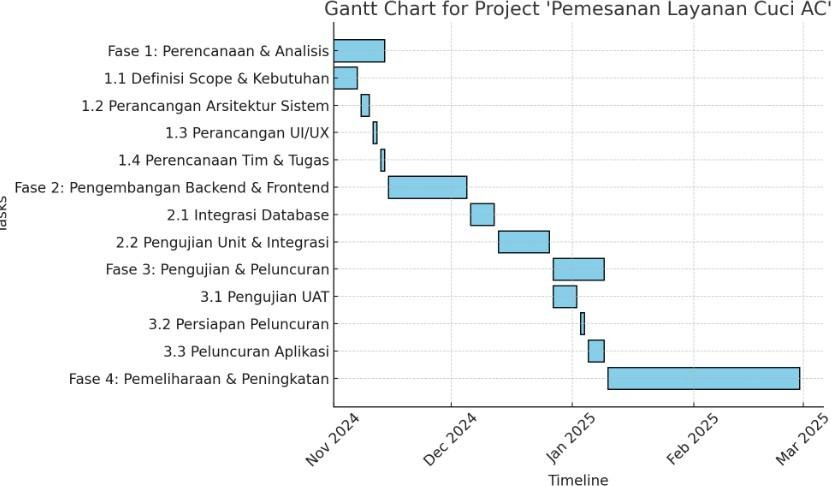 Gantt Chart for Project 'Pemesanan Layanan Cuci AC'
Fase 1: Perencanaan & Analisis
1.1 Definisi Scope & Kebutuhan
1.2 Perancangan Arsitektur Sistem
1.3 Perancangan UI/UX
1.4 Perencanaan Tim & Tugas
Fase 2: Pengembangan Backend & Frontend
2.1 Integrasi Database
2.2 Pengujian Unit & Integrasi
Fase 3: Pengujian & Peluncuran
3.1 Pengujian UAT
3.2 Persiapan Peluncuran
3.3 Peluncuran Aplikasi
Fase 4: Pemeliharaan & Peningkatan
Tasks
Nov 2024
Dec 2024
Jan 2025
Feb 2025
Mar 2025
Timeline